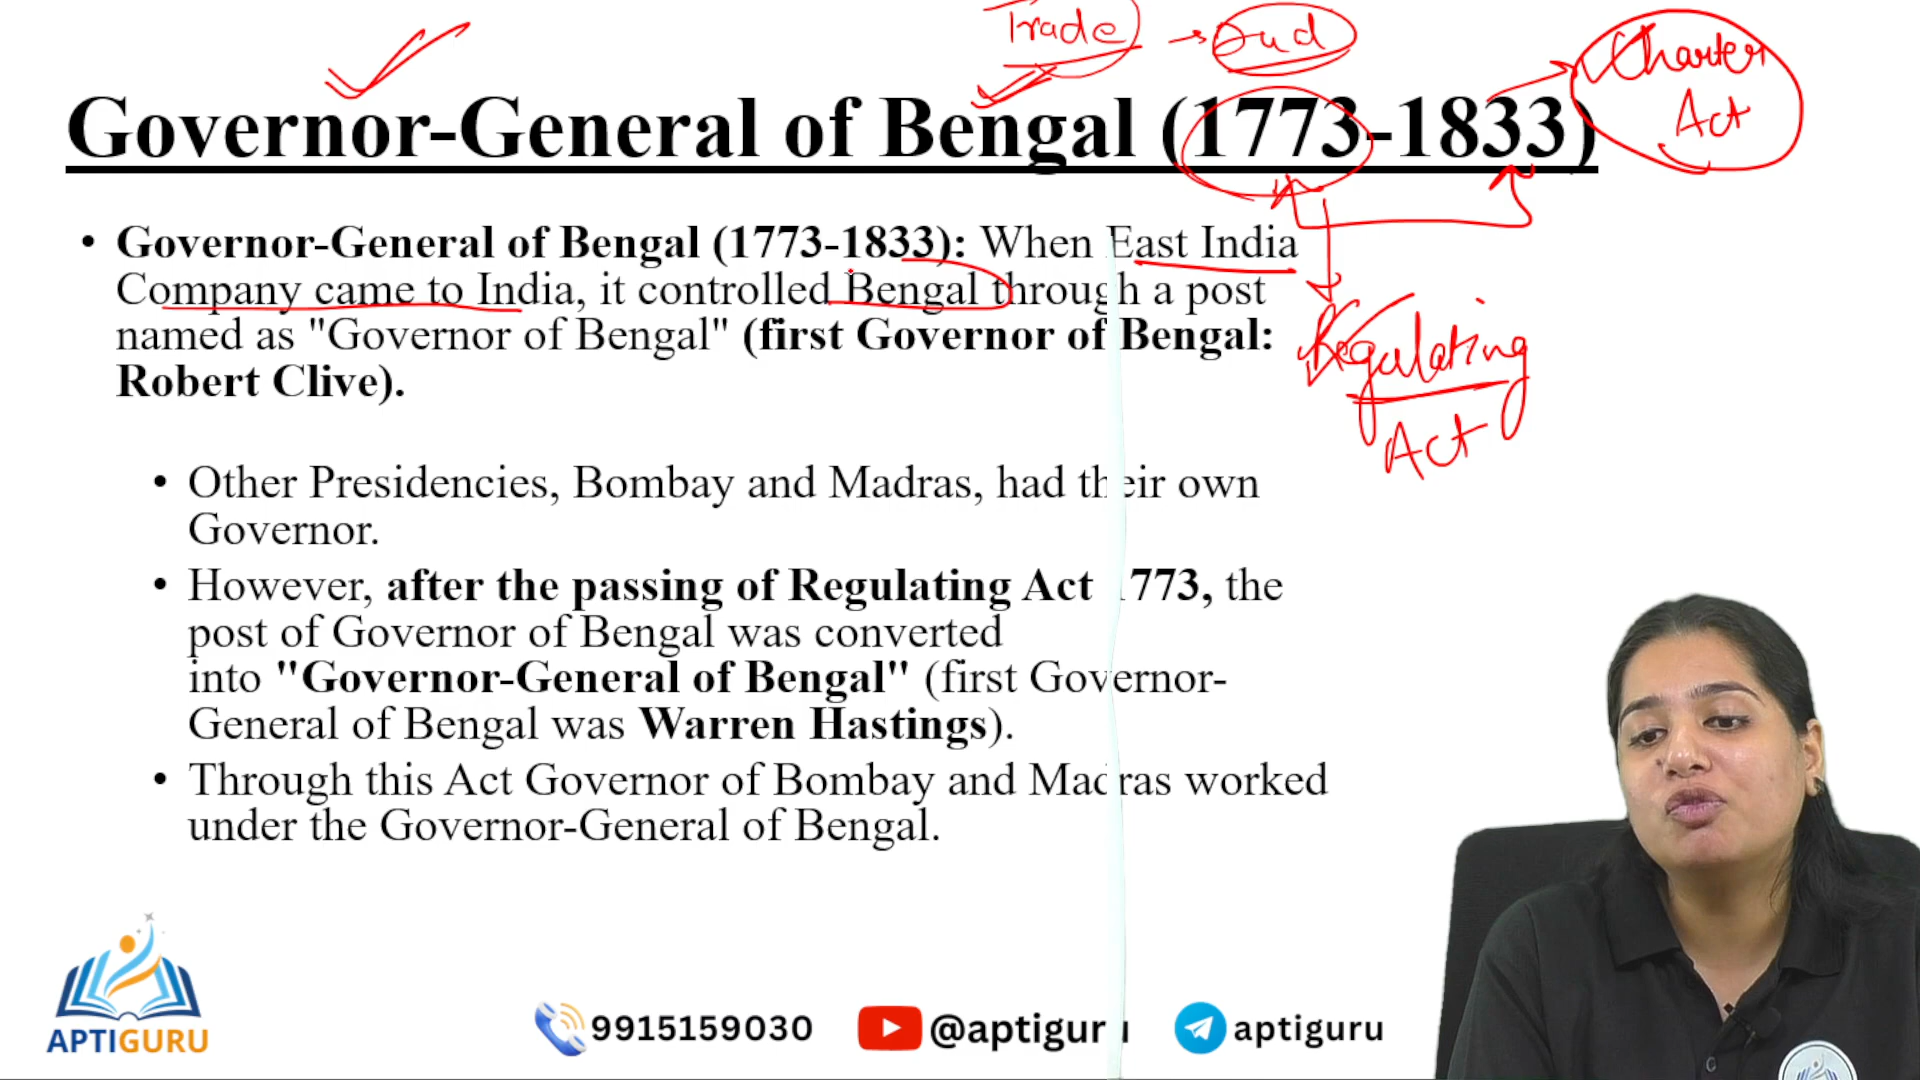 Trade → Ind
Charter
Act
Governor-General of Bengal (1773-1833)
• Governor-General of Bengal (1773-1833): When East India
Company came to India, it controlled Bengal through a post
named as "Governor of Bengal" (first Governor of Bengal:
Robert Clive).
Regulating
Act
• Other Presidencies, Bombay and Madras, had their own
Governor.
• However, after the passing of Regulating Act 1773, the
post of Governor of Bengal was converted
into "Governor-General of Bengal" (first Governor-
General of Bengal was Warren Hastings).
• Through this Act Governor of Bombay and Madras worked
under the Governor-General of Bengal.
APTIGURU
9915159030
@aptiguru
aptiguru